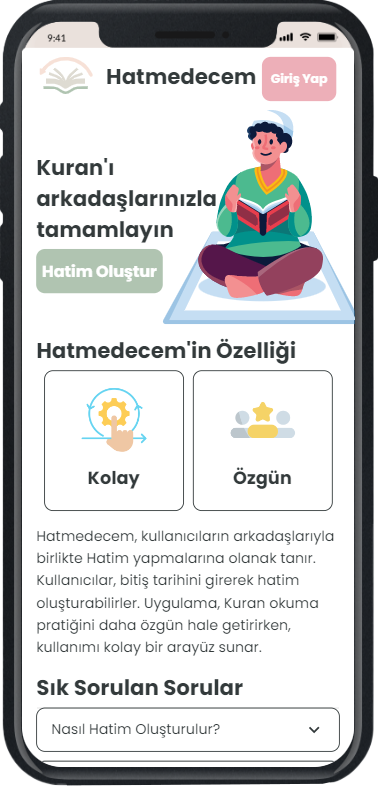 9:41
Hatmedecem
Giriş Yap
Kuran'ı
arkadaşlarınızla
tamamlayın
Hatim Oluştur
Hatmedecem'in Özelliği
Kolay
Özgün
Hatmedecem, kullanıcıların arkadaşlarıyla
birlikte Hatim yapmalarına olanak tanır.
Kullanıcılar, bitiş tarihini girerek hatim
oluşturabilirler. Uygulama, Kuran okuma
pratiğini daha özgün hale getirirken,
kullanımı kolay bir arayüz sunar.
Sık Sorulan Sorular
Nasıl Hatim Oluşturulur?